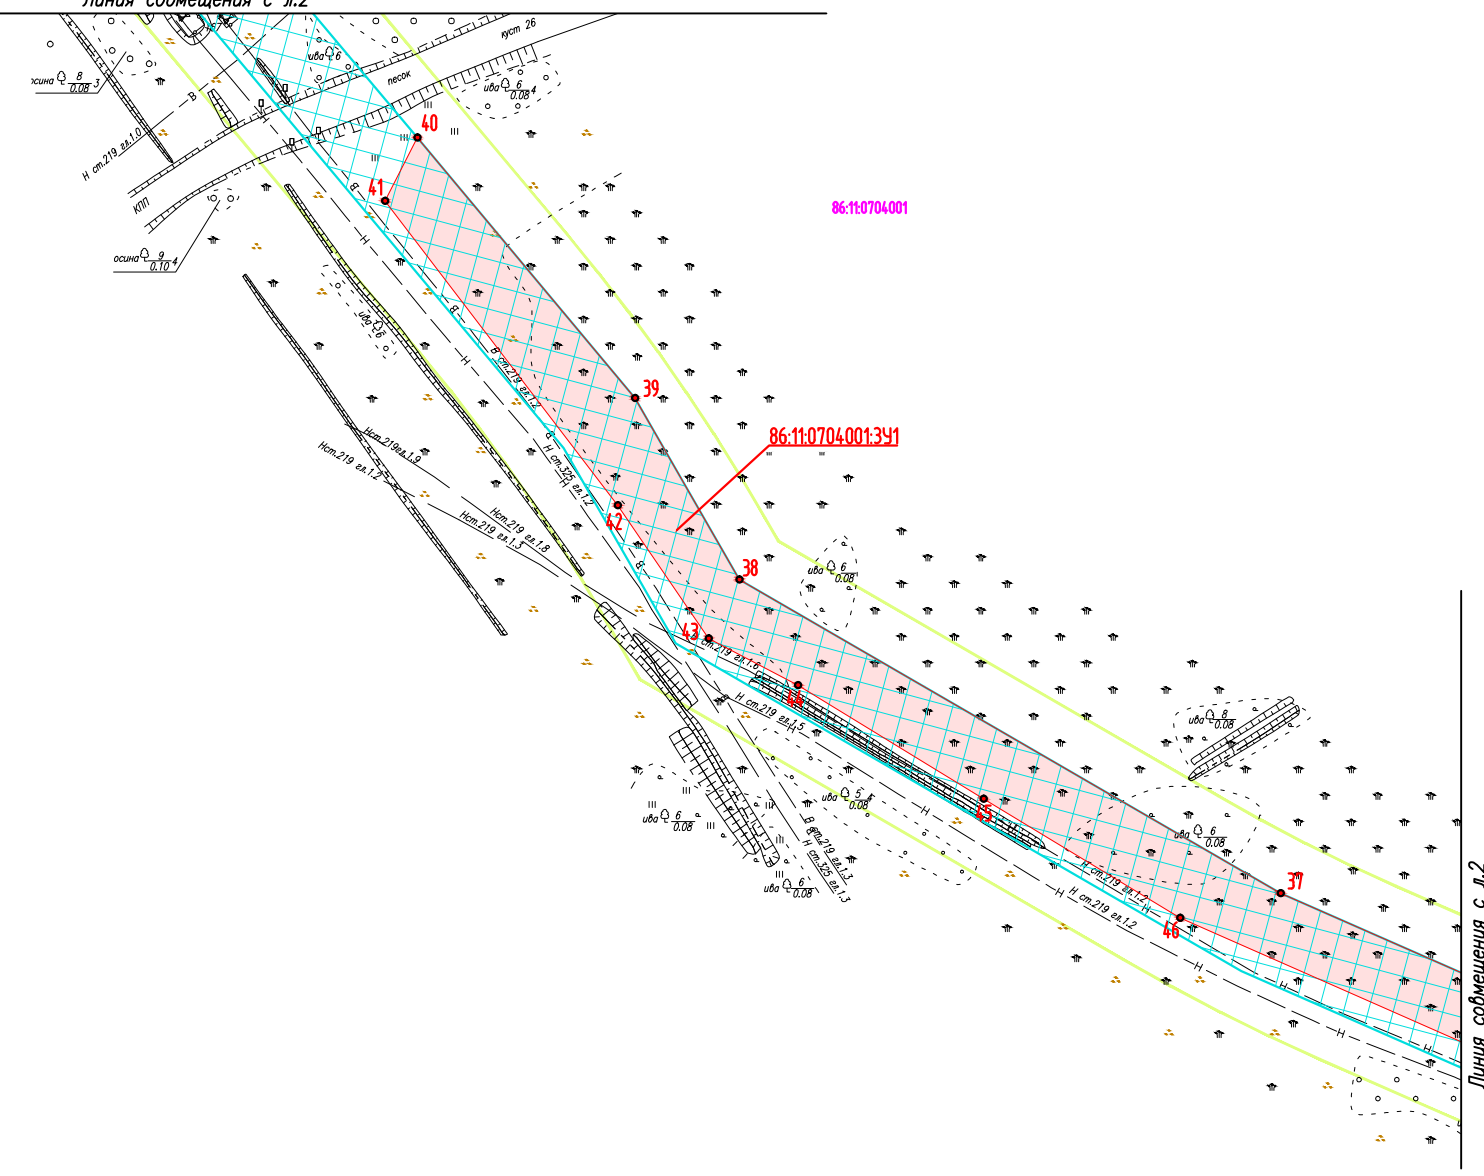 Линия совмещения с л.2
куст 26
песок
ива 6
ива 6 0.08 4
осина 8 0.08 3
Н ст.219 гл.1.0
40
41
КПП
осина 9 0.10 4
86:11:0704001
ива 6
В ст.219 гл.1.2
39
86:11:0704001:ЗУ1
Нст.219гл.1.9
Нст.219 гл.1.2
Н ст.325 гл.1.2
42
Нст.219 гл.1.8
Нст.219 гл.1.3
38
ива 6 0.08
43
ст.219 гл.1.6
44
Н ст.219 гл.1.5
ива 8 0.08
ива 5 0.08
45
ива 6 0.08
ива 6 0.08
В ст.219 гл.1.3
Н ст.325 гл.1.3
ива 6 0.08
Н ст.219 гл.1.2
Н ст.219 гл.1.2
37
46
Линия совмещения с л.2